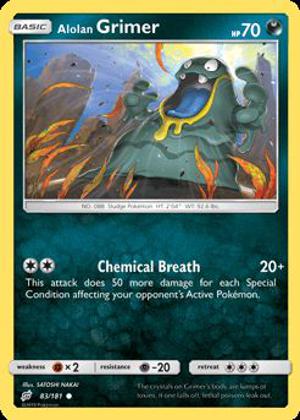 BASIC
Alolan Grimer HP 70
NO. 088 Sludge Pokémon HT: 2'04" WT: 92.6 lbs.
Chemical Breath 20+
This attack does 50 more damage for each Special
Condition affecting your opponent's Active Pokémon.
weakness × 2 resistance -20 retreat
Illus. SATOSHI NAKAI
83/181
The crystals on Grimer's body are lumps of
toxins. If one falls off, lethal poisons leak out.